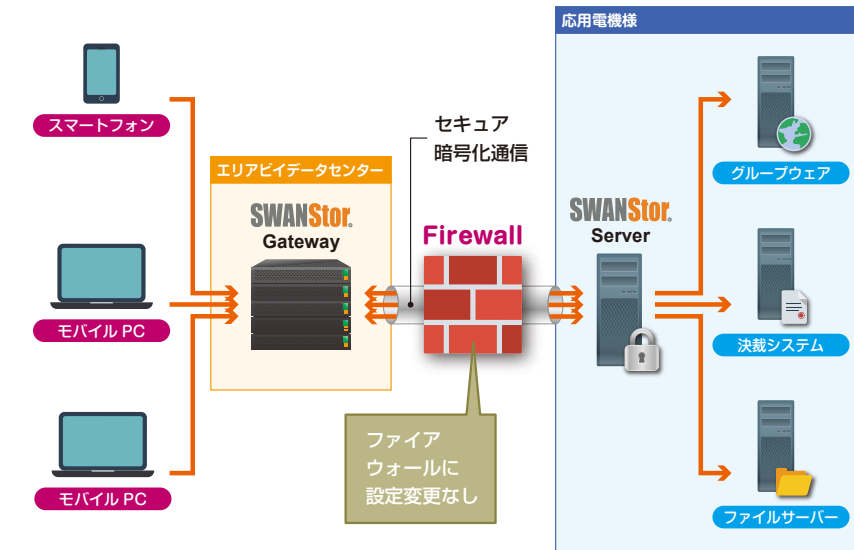 応用電機様
スマートフォン
セキュア
暗号化通信
エリアビイデータセンター
グループウェア
SWANStor.
Gateway
Firewall
SWANStor.
Server
モバイル PC
決裁システム
ファイア
ウォールに
設定変更なし
モバイル PC
ファイルサーバー